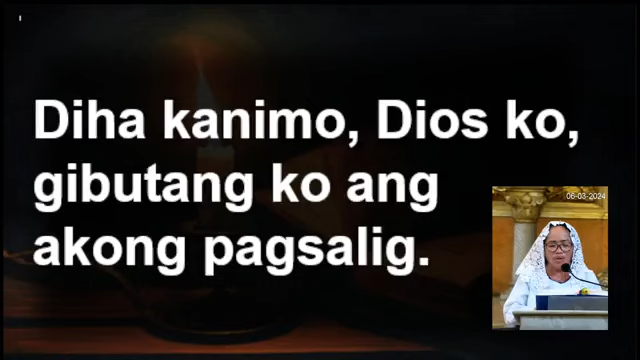 Diha kanimo, Dios ko,
gibutang ko ang
akong pagsalig.
06-03-2024